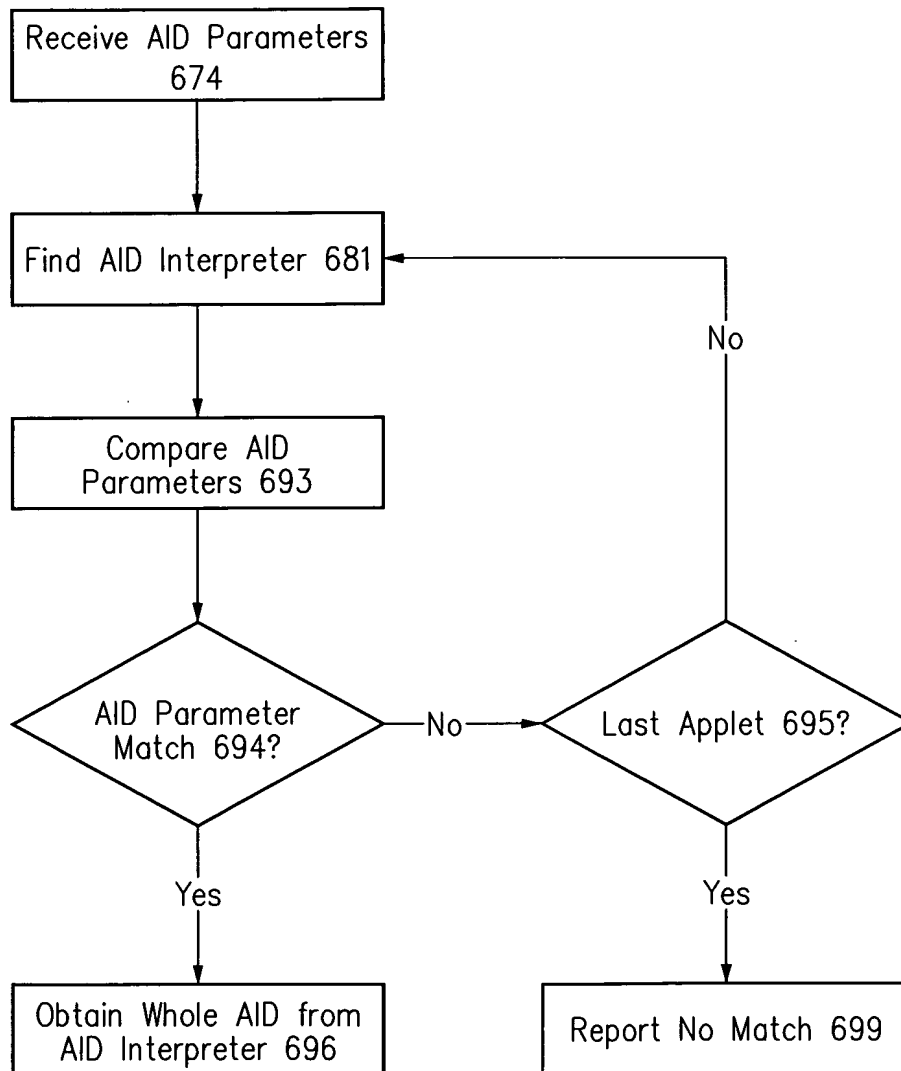 Receive AID Parameters
674
Find AID Interpreter 681
No
Compare AID
Parameters 693
AID Parameter
Match 694?
No
Last Applet 695?
Yes
Yes
Obtain Whole AID from
AID Interpreter 696
Report No Match 699